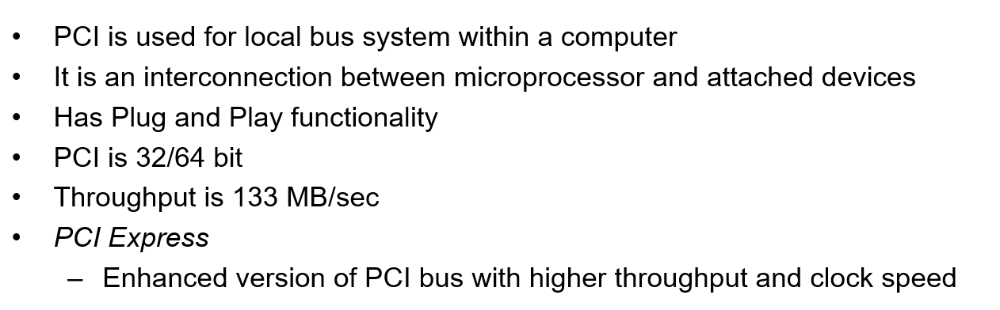 • PCI is used for local bus system within a computer
• It is an interconnection between microprocessor and attached devices
• Has Plug and Play functionality
• PCI is 32/64 bit
• Throughput is 133 MB/sec
• PCI Express
– Enhanced version of PCI bus with higher throughput and clock speed